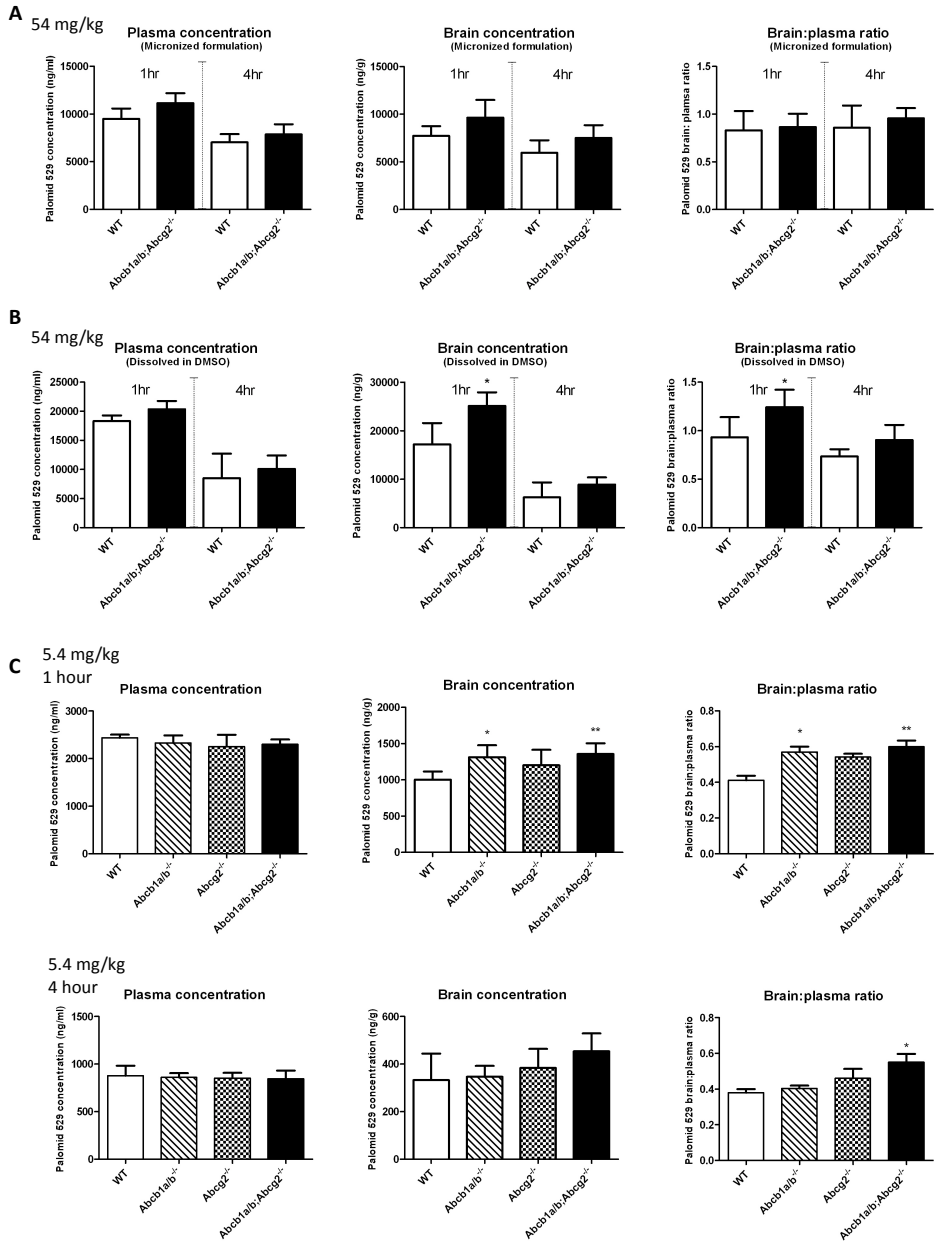 A
54 mg/kg
Plasma concentration
(Micronized formulation)
Palomid 529 concentration (ng/ml)
15000
10000
5000
0
1hr
4hr
WT
Abcb1a/b;Abcg2-/-
WT
Abcb1a/b;Abcg2-/-
Brain concentration
(Micronized formulation)
Palomid 529 concentration (ng/g)
15000
10000
5000
0
1hr
4hr
WT
Abcb1a/b;Abcg2-/-
WT
Abcb1a/b;Abcg2-/-
Brain:plasma ratio
(Micronized formulation)
Palomid 529 brain: plamsa ratio
1.5
1.0
0.5
0.0
1hr
4hr
WT
Abcb1a/b;Abcg2-/-
WT
Abcb1a/b;Abcg2-/-
B
54 mg/kg
Plasma concentration
(Dissolved in DMSO)
Palomid 529 concentration (ng/ml)
25000
20000
15000
10000
5000
0
1hr
4hr
WT
Abcb1a/b;Abcg2-/-
WT
Abcb1a/b;Abcg2-/-
Brain concentration
(Dissolved in DMSO)
Palomid 529 concentration (ng/g)
30000
20000
10000
0
1hr
*
4hr
WT
Abcb1a/b;Abcg2-/-
WT
Abcb1a/b;Abcg2-/-
Brain:plasma ratio
(Dissolved in DMSO)
Palomid 529 brain:plasma ratio
1.5
1.0
0.5
0.0
1hr
*
4hr
WT
Abcb1a/b;Abcg2-/-
WT
Abcb1a/b;Abcg2-/-
C
5.4 mg/kg
1 hour
Plasma concentration
Palomid 529 concentration (ng/ml)
3000
2000
1000
0
WT
Abcb1a/b-/-
Abcg2-/-
Abcb1a/b;Abcg2-/-
Brain concentration
Palomid 529 concentration (ng/g)
2000
1500
1000
500
0
*
**
WT
Abcb1a/b-/-
Abcg2-/-
Abcb1a/b;Abcg2-/-
Brain:plasma ratio
Palomid 529 brain:plasma ratio
0.8
0.6
0.4
0.2
0.0
*
**
WT
Abcb1a/b-/-
Abcg2-/-
Abcb1a/b;Abcg2-/-
5.4 mg/kg
4 hour
Plasma concentration
Palomid 529 concentration (ng/ml)
1500
1000
500
0
WT
Abcb1a/b-/-
Abcg2-/-
Abcb1a/b;Abcg2-/-
Brain concentration
Palomid 529 concentration (ng/g)
600
400
200
0
WT
Abcb1a/b-/-
Abcg2-/-
Abcb1a/b;Abcg2-/-
Brain:plasma ratio
Palomid 529 brain:plasma ratio
0.8
0.6
0.4
0.2
0.0
*
WT
Abcb1a/b-/-
Abcg2-/-
Abcb1a/b;Abcg2-/-